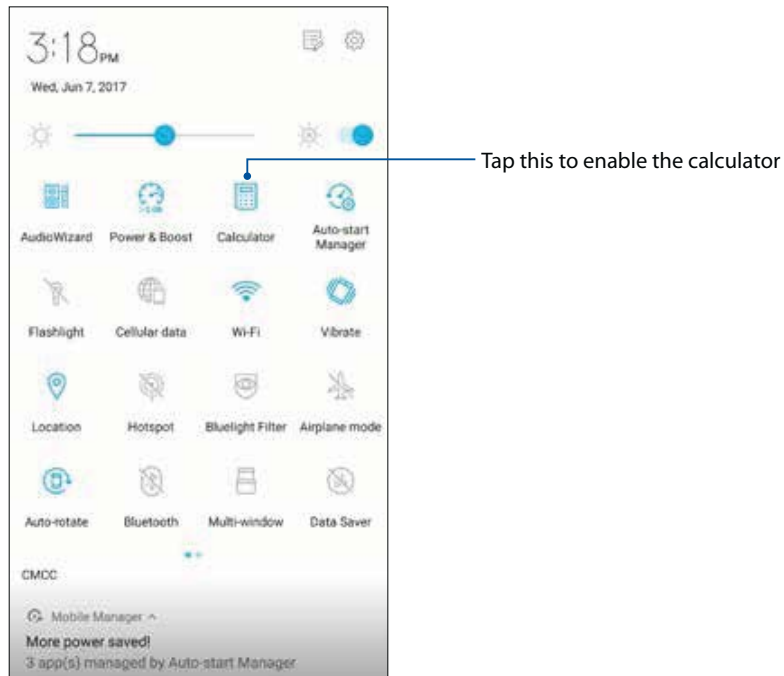 3:18PM
Wed, Jun 7, 2017
Tap this to enable the calculator
AudioWizard Power & Boost Calculator Auto-start Manager
Flashlight Cellular data Wi-Fi Vibrate
Location Hotspot Bluelight Filter Airplane mode
Auto-rotate Bluetooth Multi-window Data Saver
CMCC
Mobile Manager
More power saved!
3 app(s) managed by Auto-start Manager